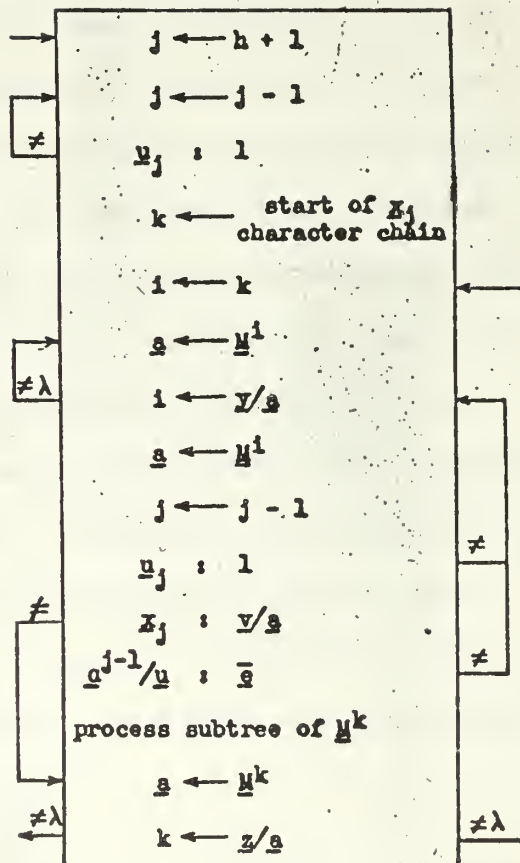 j ← h + 1
j ← j - 1
≠
u_j : 1
k ← start of x_j
character chain
i ← k
a ← M^i
≠λ
i ← y/a
a ← M^i
j ← j - 1
≠
u_j : 1
≠
x_j : v/a
≠
α^{j-1}/u : e̅
process subtree of M^k
a ← M^k
≠λ
k ← z/a
≠λ